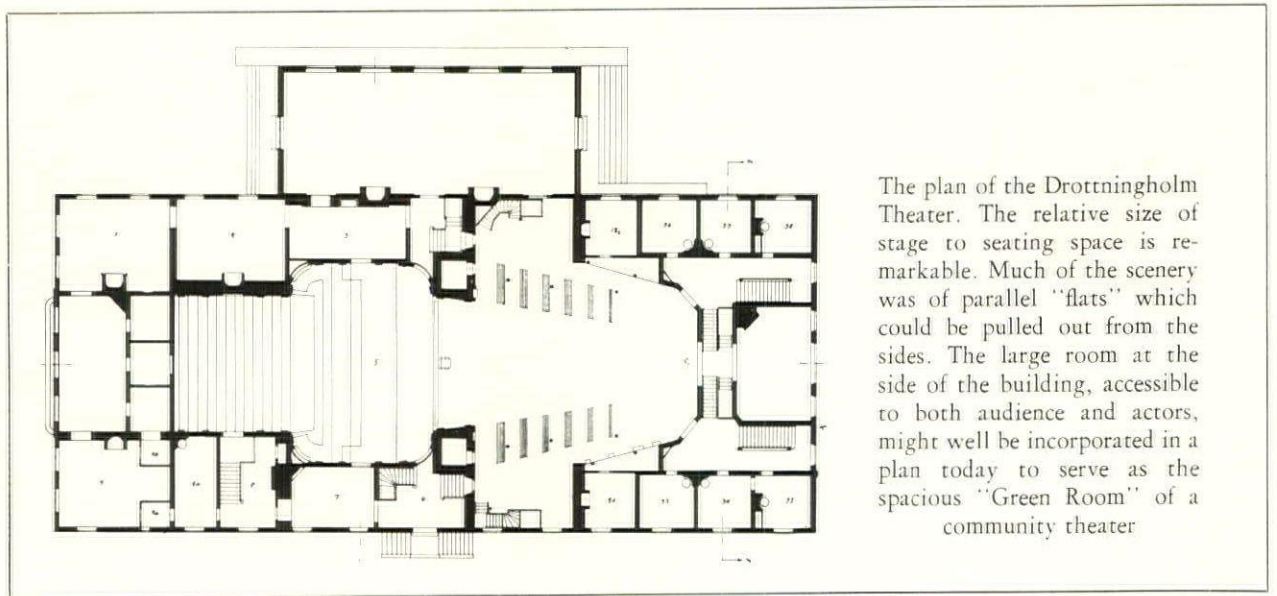 The plan of the Drottningholm
Theater. The relative size of
stage to seating space is re-
markable. Much of the scenery
was of parallel "flats" which
could be pulled out from the
sides. The large room at the
side of the building, accessible
to both audience and actors,
might well be incorporated in a
plan today to serve as the
spacious "Green Room" of a
community theater